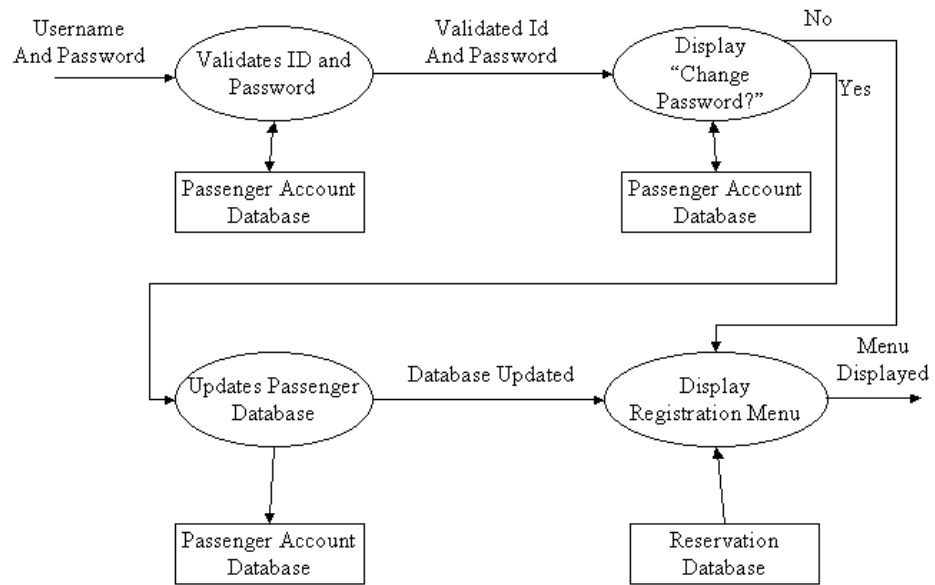 Username
And Password
Validates ID and
Password
Validated Id
And Password
Display
“Change
Password?”
No
Yes
Passenger Account
Database
Passenger Account
Database
Updates Passenger
Database
Database Updated
Display
Registration Menu
Menu
Displayed
Passenger Account
Database
Reservation
Database